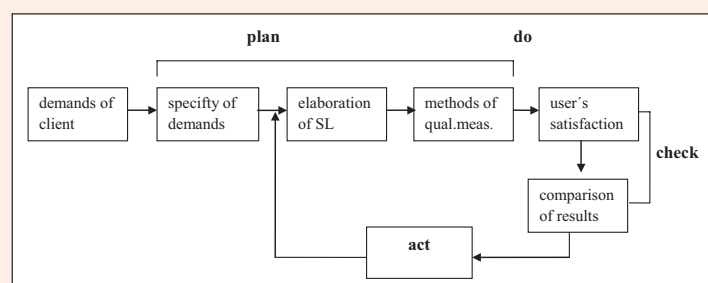 plan
do
demands of
client
specifty of
demands
elaboration
of SL
methods of
qual.meas.
user´s
satisfaction
check
comparison
of results
act